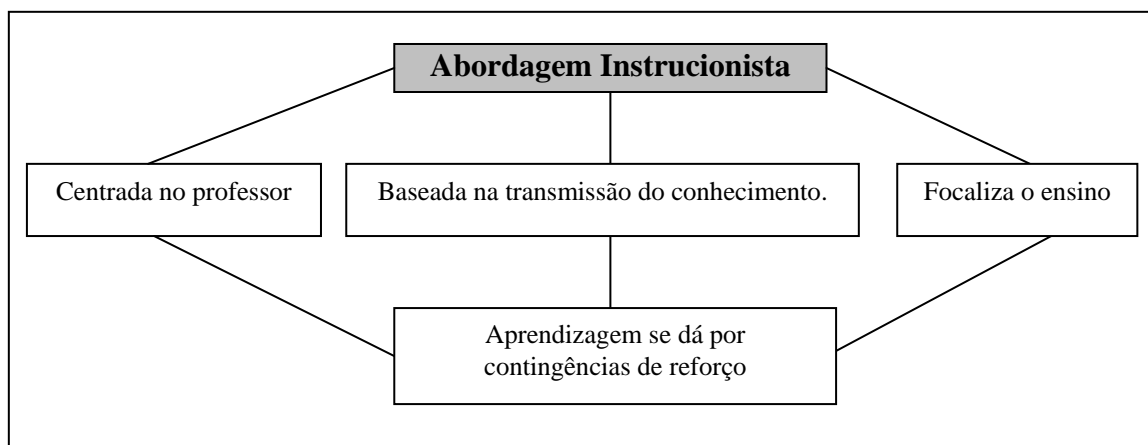 Abordagem Instrucionista
Centrada no professor
Baseada na transmissão do conhecimento.
Focaliza o ensino
Aprendizagem se dá por
contingências de reforço